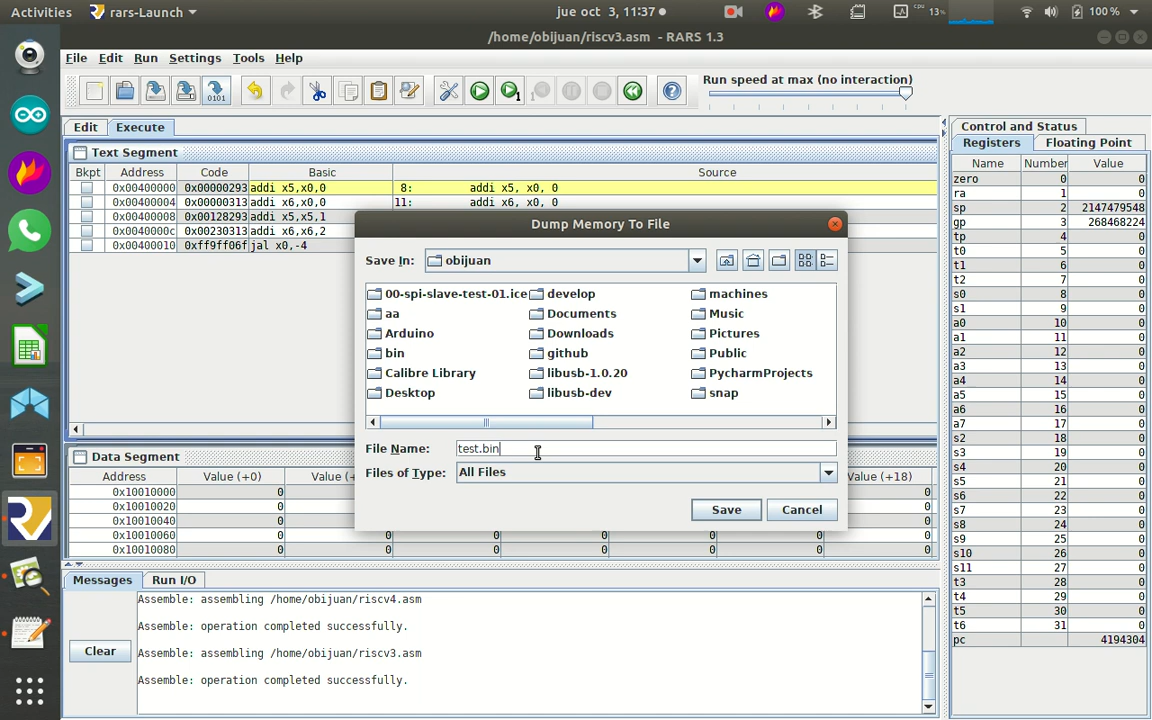 Activities rars-Launch jue oct 3, 11:37 cpu 13% 100 %
/home/obijuan/riscv3.asm - RARS 1.3
File Edit Run Settings Tools Help
Run speed at max (no interaction)
Edit Execute
Text Segment
Bkpt Address Code Basic Source
0x00400000 0x00000293 addi x5,x0,0 8: addi x5, x0, 0
0x00400004 0x00000313 addi x6,x0,0 11: addi x6, x0, 0
0x00400008 0x00128293 addi x5,x5,1
0x0040000c 0x00230313 addi x6,x6,2
0x00400010 0xff9ff06f jal x0,-4
Dump Memory To File
Save In: obijuan
00-spi-slave-test-01.ice develop machines
aa Documents Music
Arduino Downloads Pictures
bin github Public
Calibre Library libusb-1.0.20 PycharmProjects
Desktop libusb-dev snap
File Name: test.bin
Files of Type: All Files
Save Cancel
Data Segment
Address Value (+0) Value (+ Value (+18)
0x10010000 0 0
0x10010020 0 0
0x10010040 0 0
0x10010060 0 0 0 0 0
0x10010080 0 0 0 0 0
Messages Run I/O
Assemble: assembling /home/obijuan/riscv4.asm
Assemble: operation completed successfully.
Assemble: assembling /home/obijuan/riscv3.asm
Assemble: operation completed successfully.
Clear
Control and Status
Registers Floating Point
Name Number Value
zero 0 0
ra 1 0
sp 2 2147479548
gp 3 268468224
tp 4 0
t0 5 0
t1 6 0
t2 7 0
s0 8 0
s1 9 0
a0 10 0
a1 11 0
a2 12 0
a3 13 0
a4 14 0
a5 15 0
a6 16 0
a7 17 0
s2 18 0
s3 19 0
s4 20 0
s5 21 0
s6 22 0
s7 23 0
s8 24 0
s9 25 0
s10 26 0
s11 27 0
t3 28 0
t4 29 0
t5 30 0
t6 31 0
pc 4194304